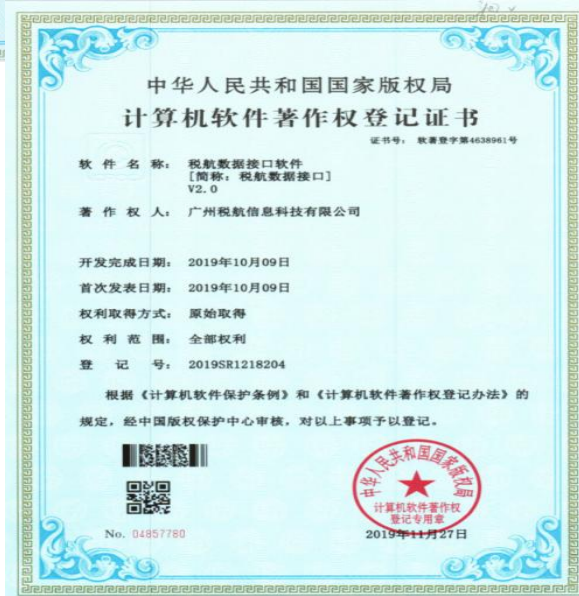 中华人民共和国国家版权局
计算机软件著作权登记证书
证书号： 软著登字第4638961号
软件名称： 税航数据接口软件
[简称：税航数据接口]
V2.0
著作权人： 广州税航信息科技有限公司
开发完成日期： 2019年10月09日
首次发表日期： 2019年10月09日
权利取得方式： 原始取得
权利范围： 全部权利
登记号： 2019SR1218204
根据《计算机软件保护条例》和《计算机软件著作权登记办法》的
规定，经中国版权保护中心审核，对以上事项予以登记。
中华人民共和国国家版权局
计算机软件著作权
登记专用章
No. 04857780
2019年11月27日